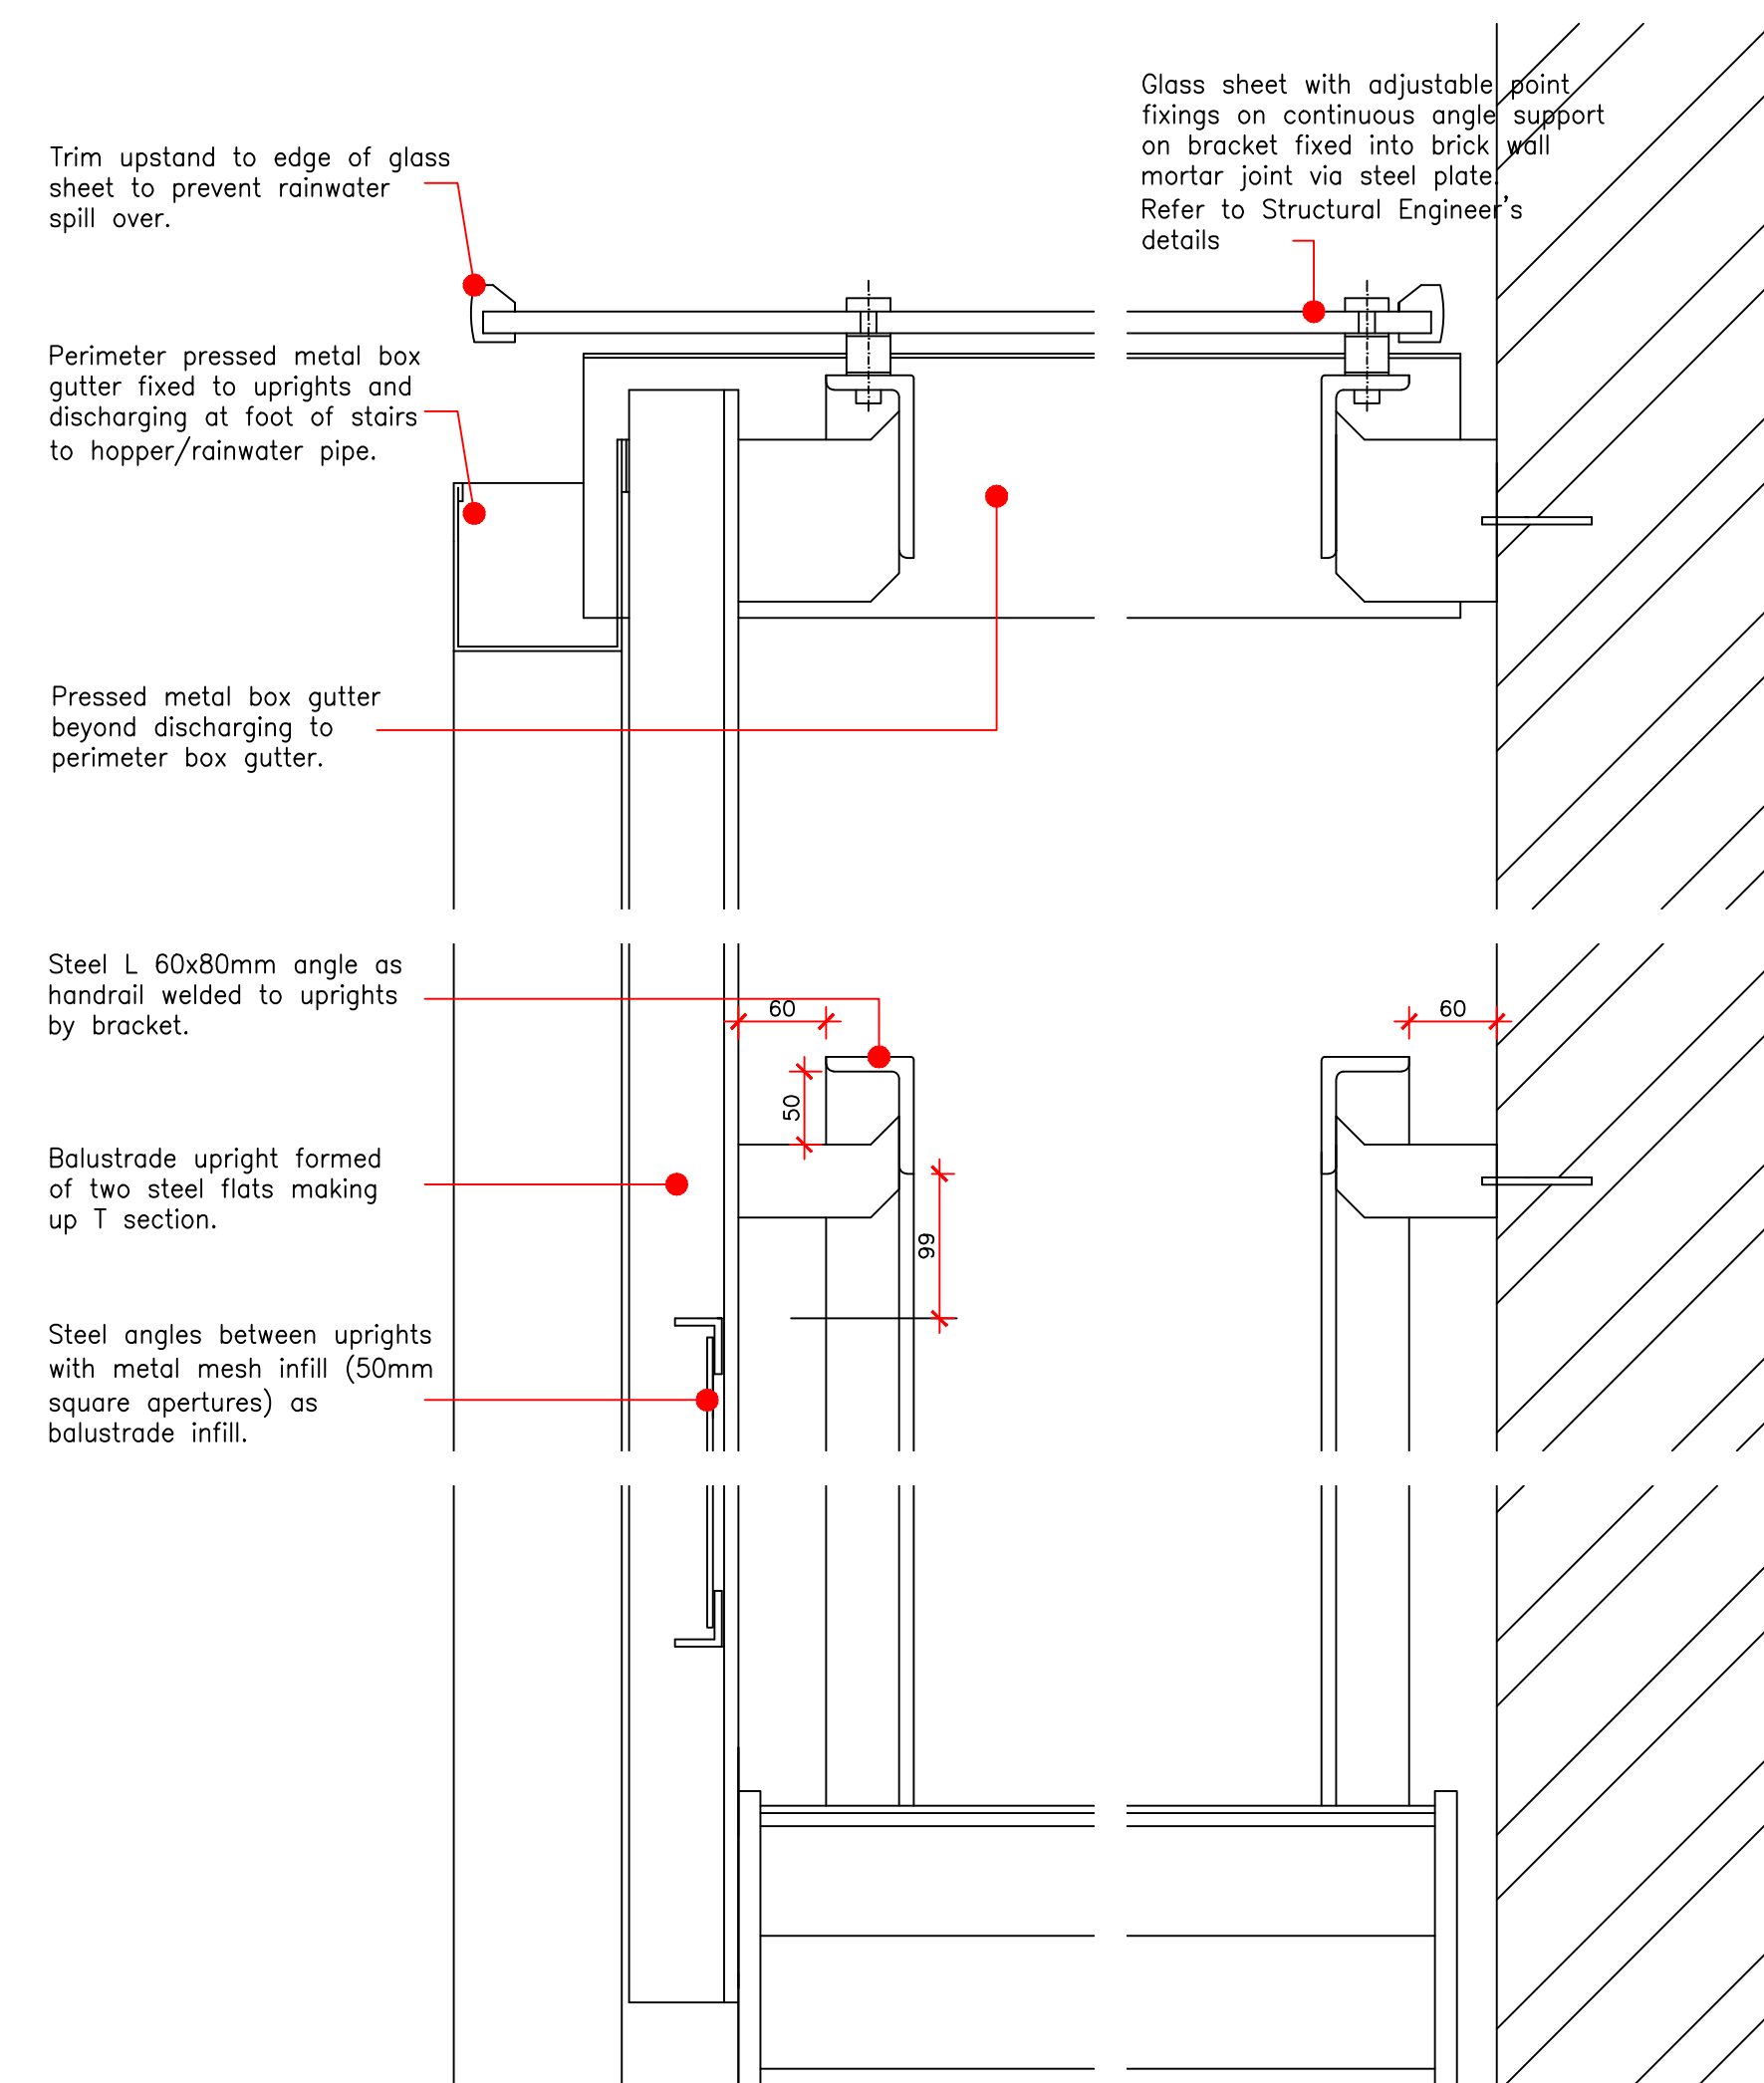 Glass sheet with adjustable point
fixings on continuous angle support
on bracket fixed into brick wall
mortar joint via steel plate.
Refer to Structural Engineer's
details
Trim upstand to edge of glass
sheet to prevent rainwater
spill over.
Perimeter pressed metal box
gutter fixed to uprights and
discharging at foot of stairs
to hopper/rainwater pipe.
Pressed metal box gutter
beyond discharging to
perimeter box gutter.
Steel L 60x80mm angle as
handrail welded to uprights
by bracket.
60
60
50
Balustrade upright formed
of two steel flats making
up T section.
99
Steel angles between uprights
with metal mesh infill (50mm
square apertures) as
balustrade infill.